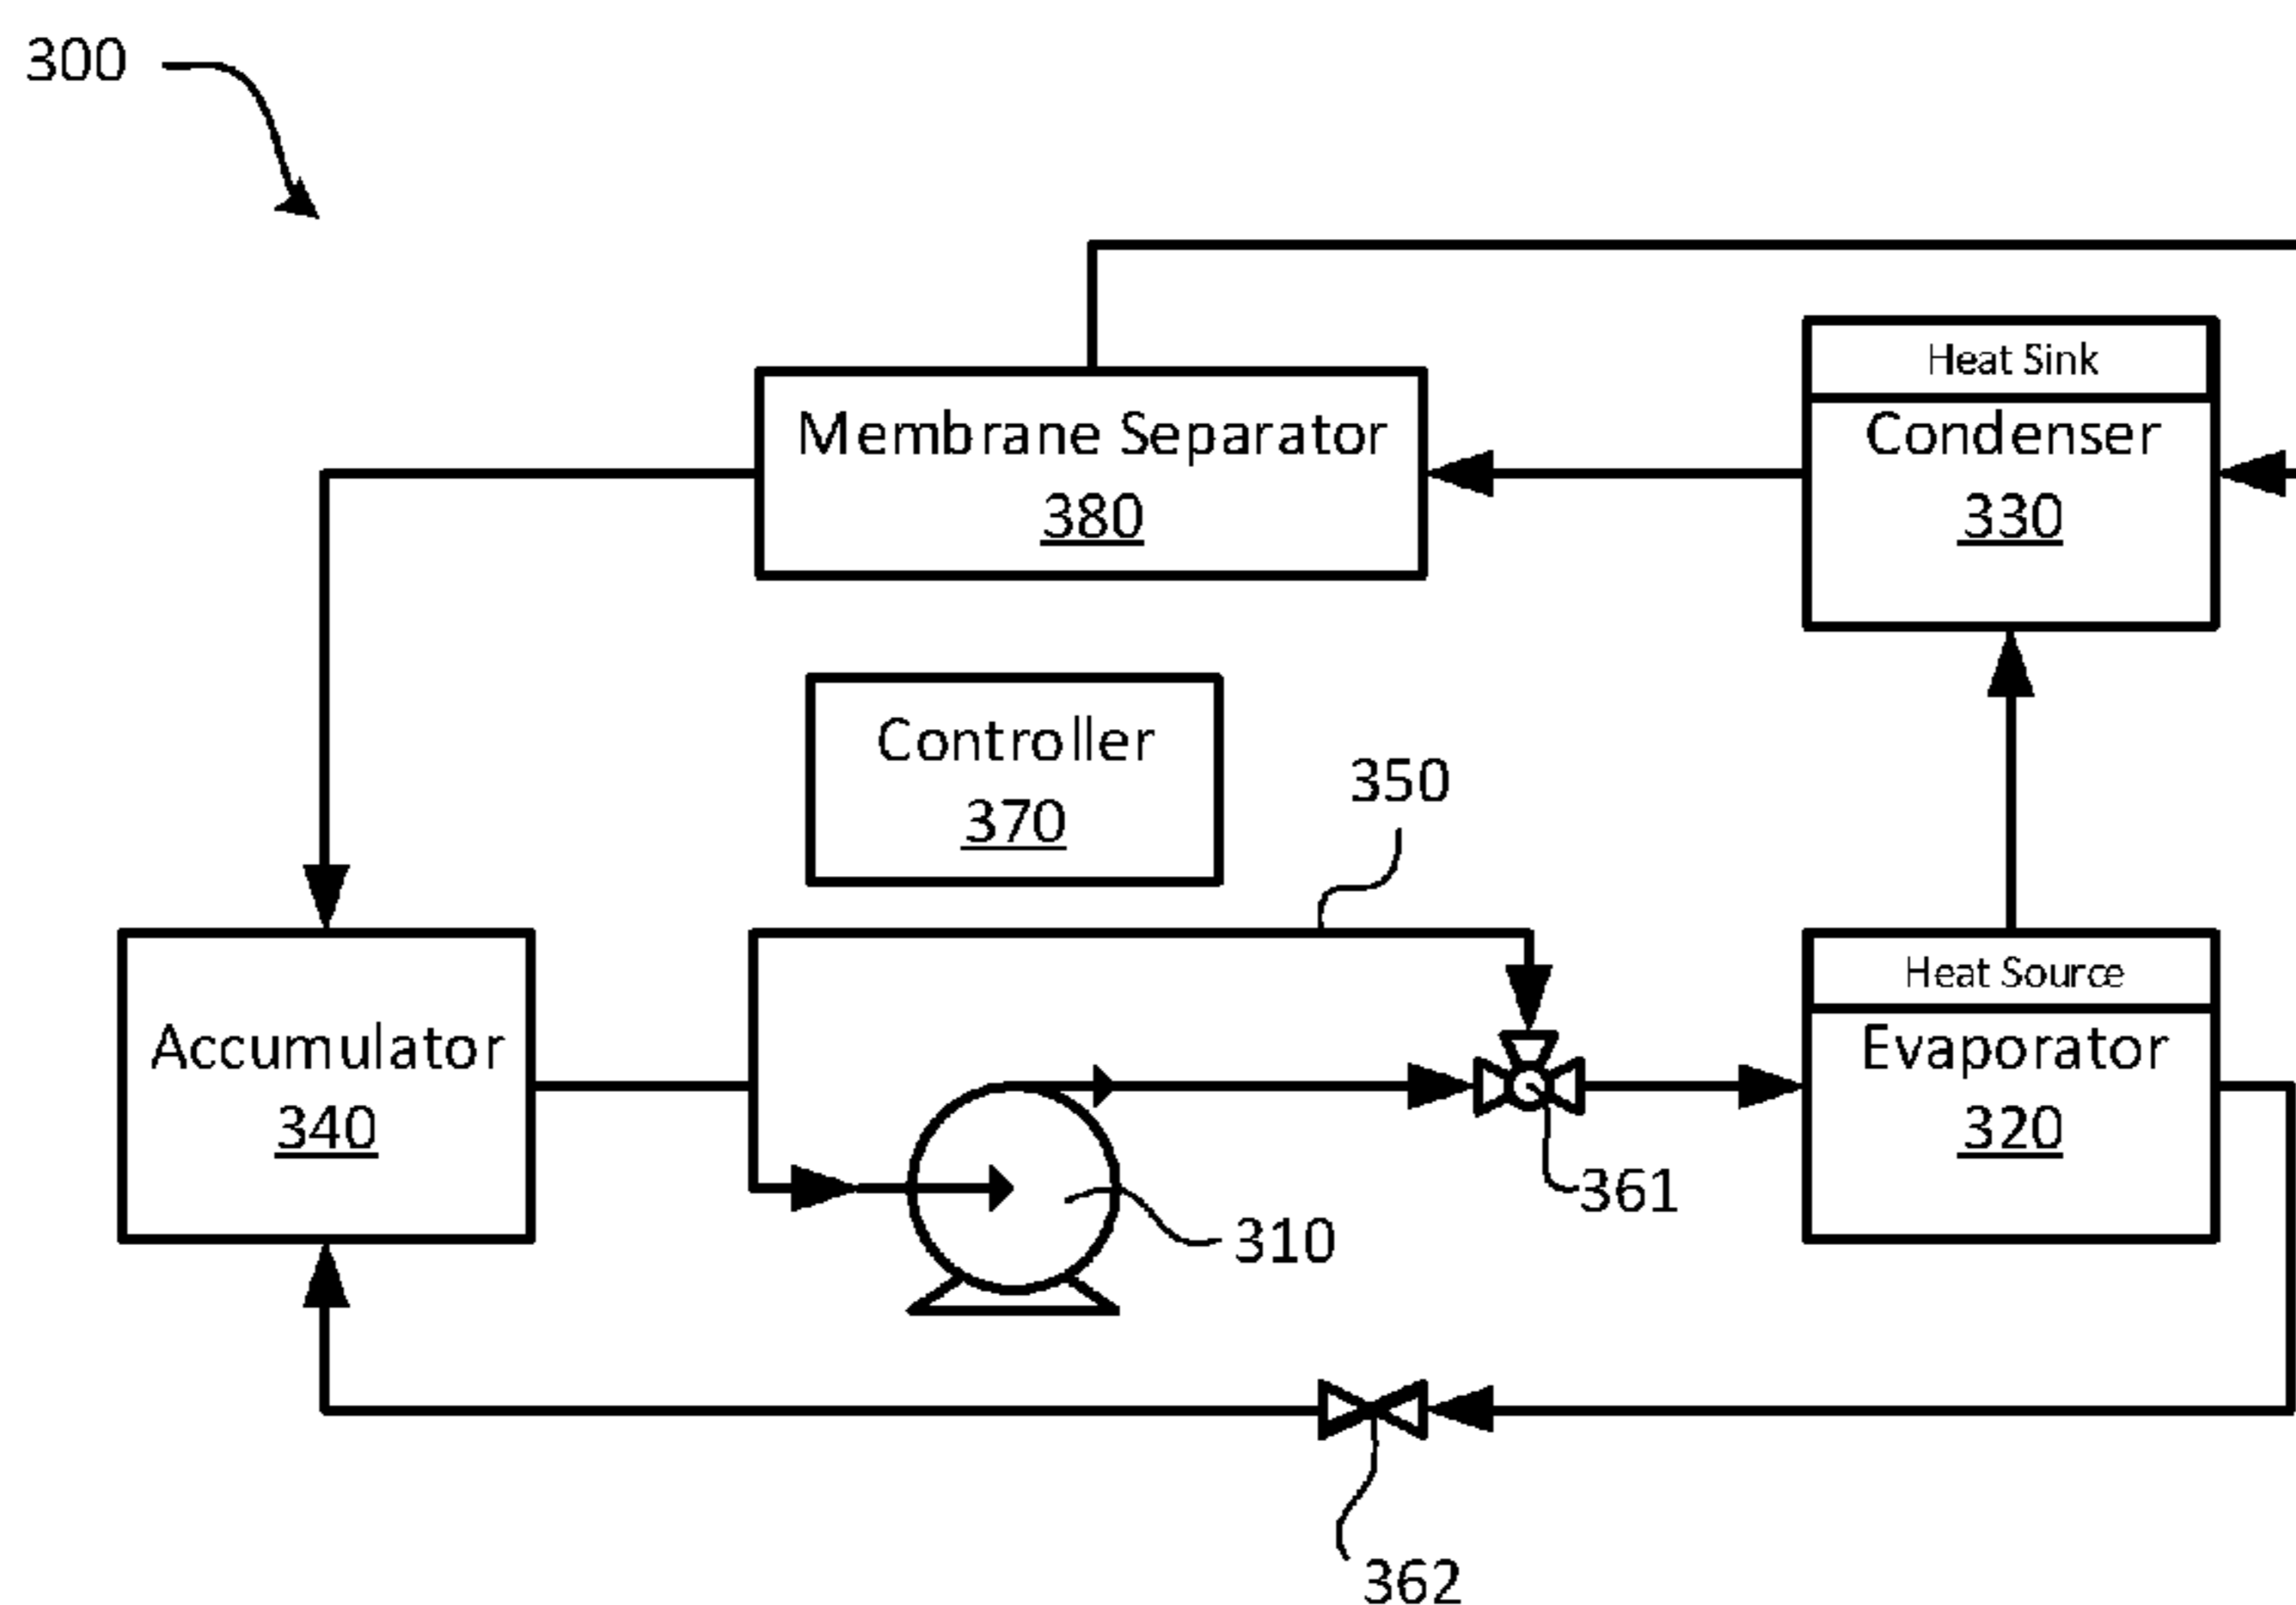 300
Heat Sink
Membrane Separator
380
Condenser
330
Controller
370
350
Heat Source
Accumulator
340
Evaporator
320
361
310
362